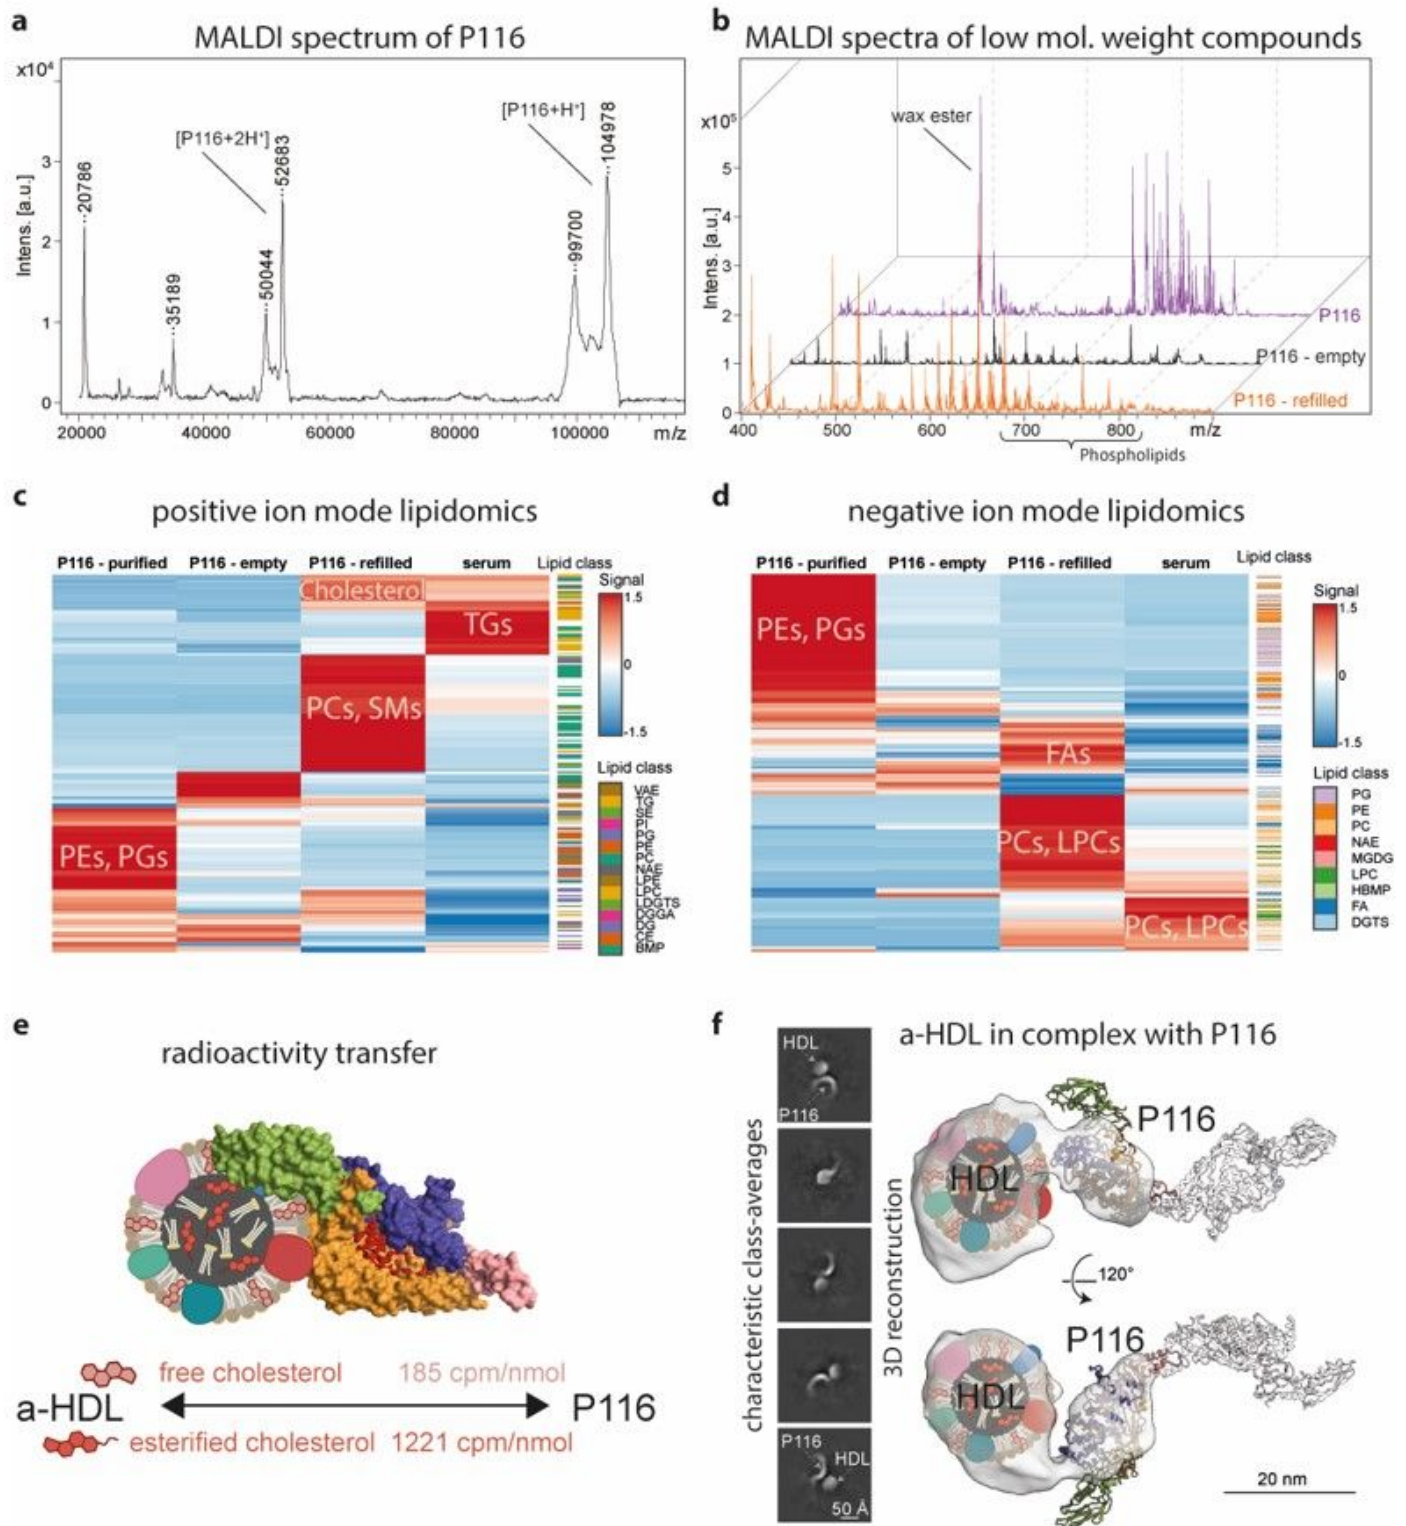 a
MALDI spectrum of P116
x10⁴
Intens. [a.u.]
3
2
1
0
20786
35189
[P116+2H⁺]
50044
52683
[P116+H⁺]
99700
104978
20000 40000 60000 80000 100000 m/z
b
MALDI spectra of low mol. weight compounds
x10⁵
Intens. [a.u.]
5
4
3
2
1
0
wax ester
P116
P116 - empty
P116 - refilled
400 500 600 700 800 m/z
Phospholipids
c
positive ion mode lipidomics
P116 - purified P116 - empty P116 - refilled serum Lipid class
Cholesterol
TGs
PCs, SMs
PEs, PGs
Signal
1.5
0
-1.5
Lipid class
VAE
TG
SE
PI
PG
PE
PC
NAE
LPE
LPC
LDGTS
DGGA
DG
CE
BMP
d
negative ion mode lipidomics
P116 - purified P116 - empty P116 - refilled serum Lipid class
PEs, PGs
FAs
PCs, LPCs
PCs, LPCs
Signal
1.5
0
-1.5
Lipid class
PG
PE
PC
NAE
MGDG
LPC
HBMP
FA
DGTS
e
radioactivity transfer
free cholesterol 185 cpm/nmol
a-HDL P116
esterified cholesterol 1221 cpm/nmol
f
a-HDL in complex with P116
characteristic class-averages
HDL
P116
P116
HDL
50 Å
3D reconstruction
P116
HDL
120°
P116
HDL
20 nm